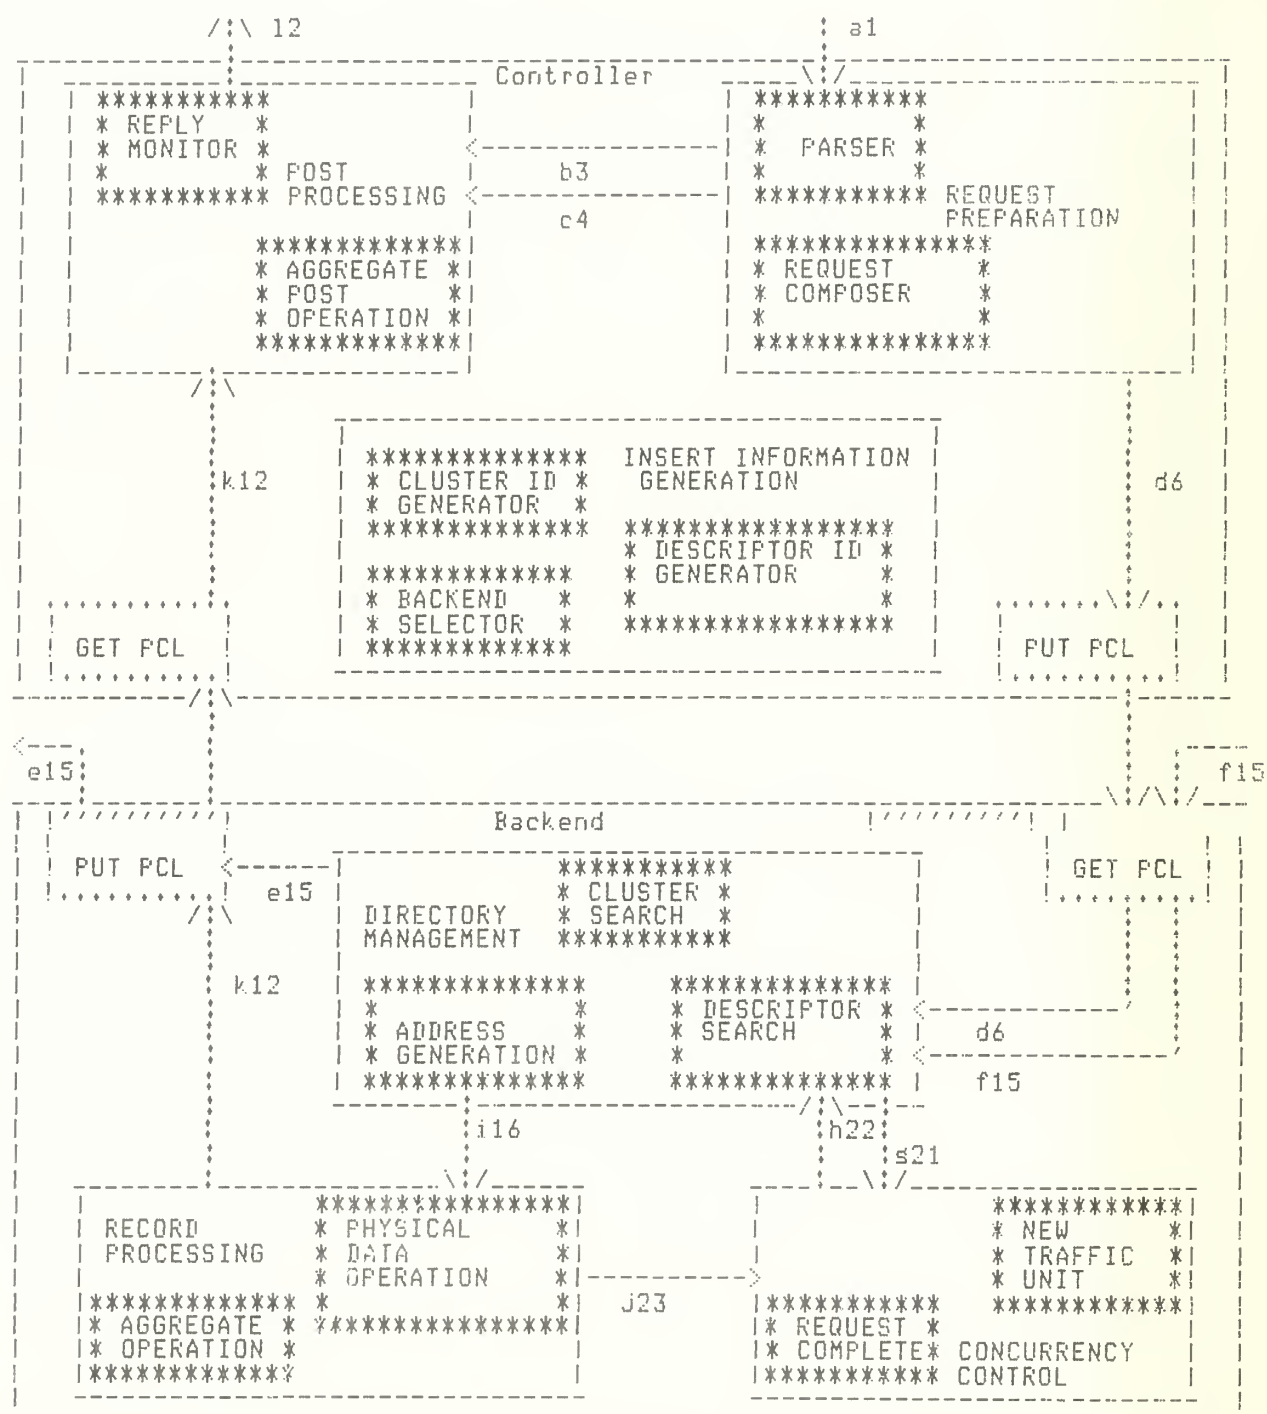 l2
a1
Controller
REPLY
MONITOR
POST
PROCESSING
b3
c4
PARSER
REQUEST
PREPARATION
AGGREGATE
POST
OPERATION
REQUEST
COMPOSER
k12
CLUSTER ID
GENERATOR
INSERT INFORMATION
GENERATION
d6
DESCRIPTOR ID
GENERATOR
BACKEND
SELECTOR
GET PCL
PUT PCL
e15
f15
Backend
PUT PCL
e15
CLUSTER
SEARCH
DIRECTORY
MANAGEMENT
GET PCL
k12
ADDRESS
GENERATION
DESCRIPTOR
SEARCH
d6
f15
i16
h22
s21
RECORD
PROCESSING
PHYSICAL
DATA
OPERATION
j23
NEW
TRAFFIC
UNIT
AGGREGATE
OPERATION
REQUEST
COMPLETE
CONCURRENCY
CONTROL